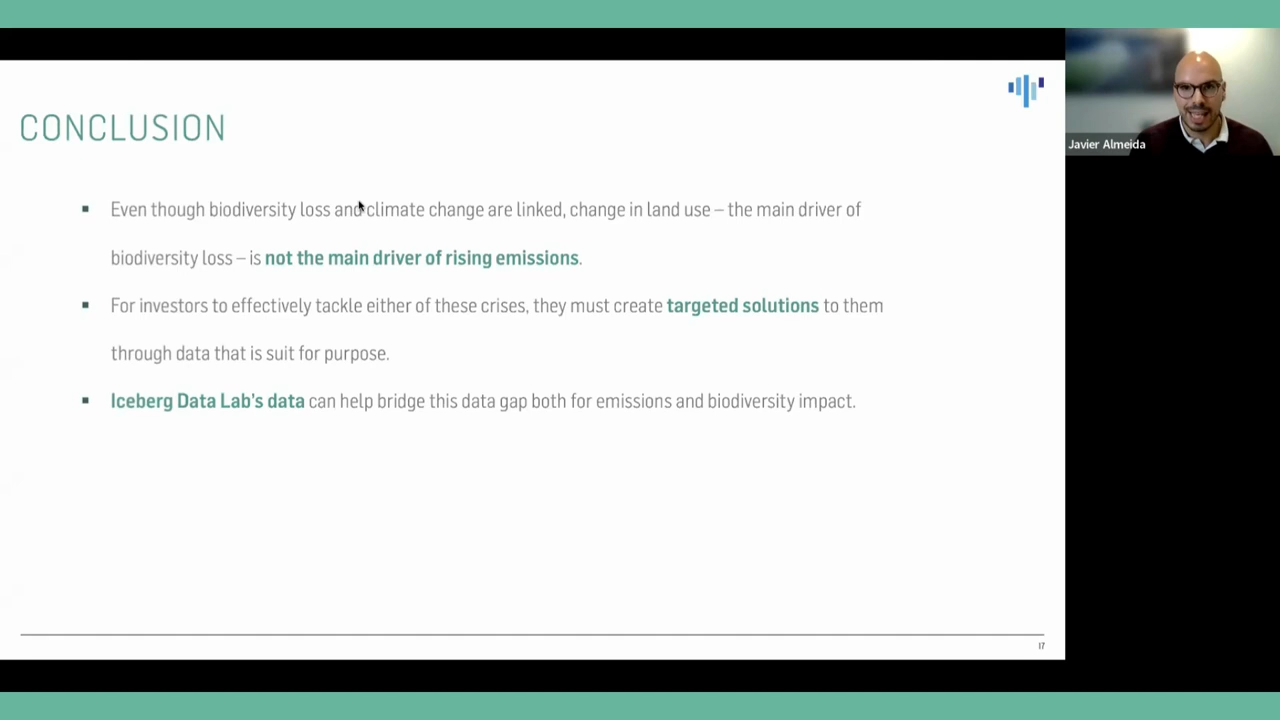 CONCLUSION
Javier Almeida
▪ Even though biodiversity loss and climate change are linked, change in land use – the main driver of
biodiversity loss – is not the main driver of rising emissions.
▪ For investors to effectively tackle either of these crises, they must create targeted solutions to them
through data that is suit for purpose.
▪ Iceberg Data Lab's data can help bridge this data gap both for emissions and biodiversity impact.
17